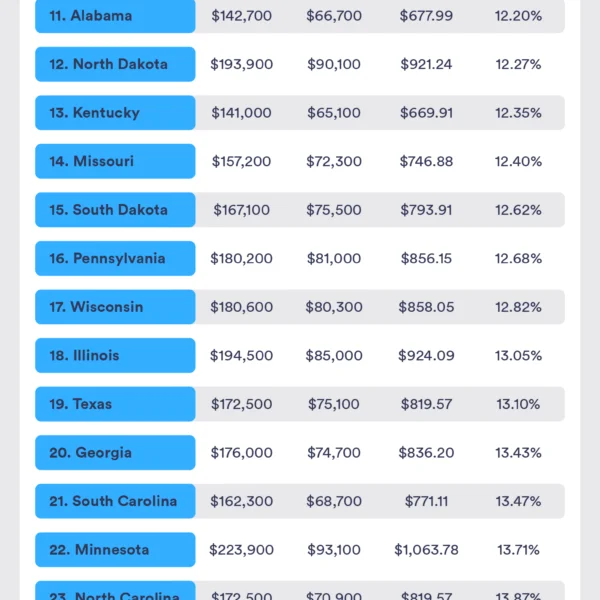 11. Alabama $142,700 $66,700 $677.99 12.20%
12. North Dakota $193,900 $90,100 $921.24 12.27%
13. Kentucky $141,000 $65,100 $669.91 12.35%
14. Missouri $157,200 $72,300 $746.88 12.40%
15. South Dakota $167,100 $75,500 $793.91 12.62%
16. Pennsylvania $180,200 $81,000 $856.15 12.68%
17. Wisconsin $180,600 $80,300 $858.05 12.82%
18. Illinois $194,500 $85,000 $924.09 13.05%
19. Texas $172,500 $75,100 $819.57 13.10%
20. Georgia $176,000 $74,700 $836.20 13.43%
21. South Carolina $162,300 $68,700 $771.11 13.47%
22. Minnesota $223,900 $93,100 $1,063.78 13.71%
23. North Carolina $172,500 $70,900 $819.57 13.87%